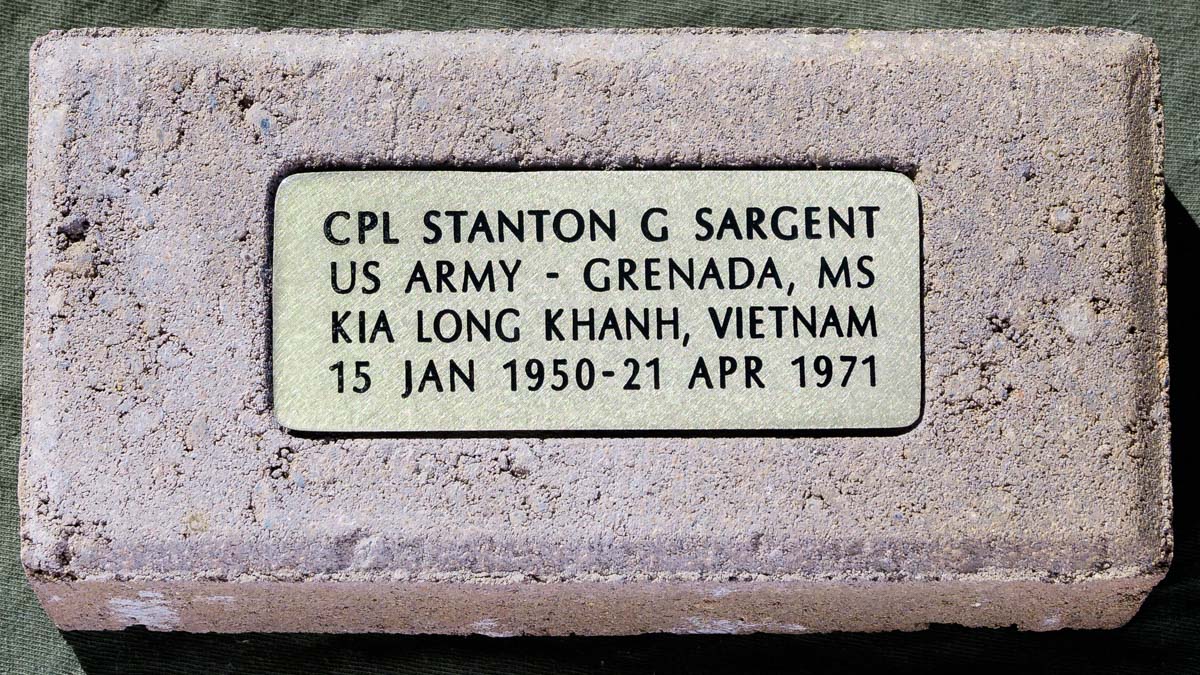 CPL STANTON G SARGENT
US ARMY - GRENADA, MS
KIA LONG KHANH, VIETNAM
15 JAN 1950-21 APR 1971